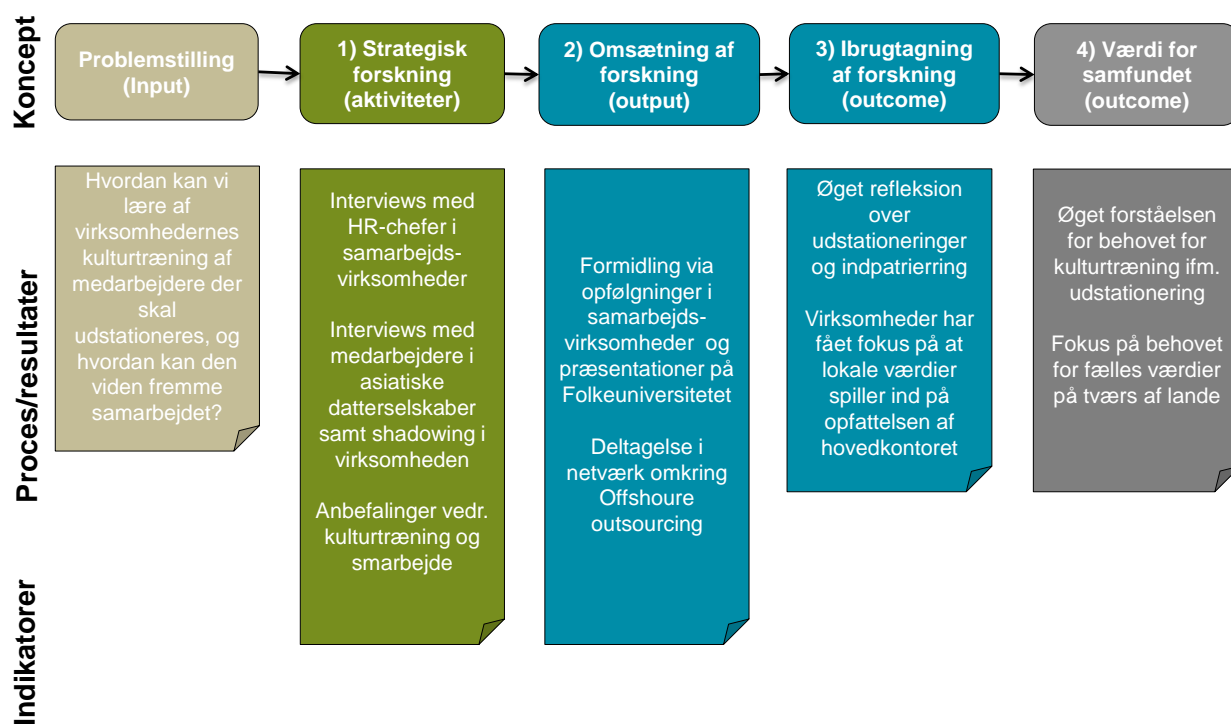 Koncept
Problemstilling
(Input)
1) Strategisk
forskning
(aktiviteter)
2) Omsætning af
forskning
(output)
3) Ibrugtagning
af forskning
(outcome)
4) Værdi for
samfundet
(outcome)
Proces/resultater
Hvordan kan vi
lære af
virksomhedernes
kulturtræning af
medarbejdere der
skal
udstationeres, og
hvordan kan den
viden fremme
samarbejdet?
Interviews med
HR-chefer i
samarbejds-
virksomheder
Interviews med
medarbejdere i
asiatiske
datterselskaber
samt shadowing i
virksomheden
Anbefalinger vedr.
kulturtræning og
smarbejde
Formidling via
opfølgninger i
samarbejds-
virksomheder og
præsentationer på
Folkeuniversitetet
Deltagelse i
netværk omkring
Offshoure
outsourcing
Øget refleksion
over
udstationeringer
og indpatrierring
Virksomheder har
fået fokus på at
lokale værdier
spiller ind på
opfattelsen af
hovedkontoret
Øget forståelsen
for behovet for
kulturtræning ifm.
udstationering
Fokus på behovet
for fælles værdier
på tværs af lande
Indikatorer